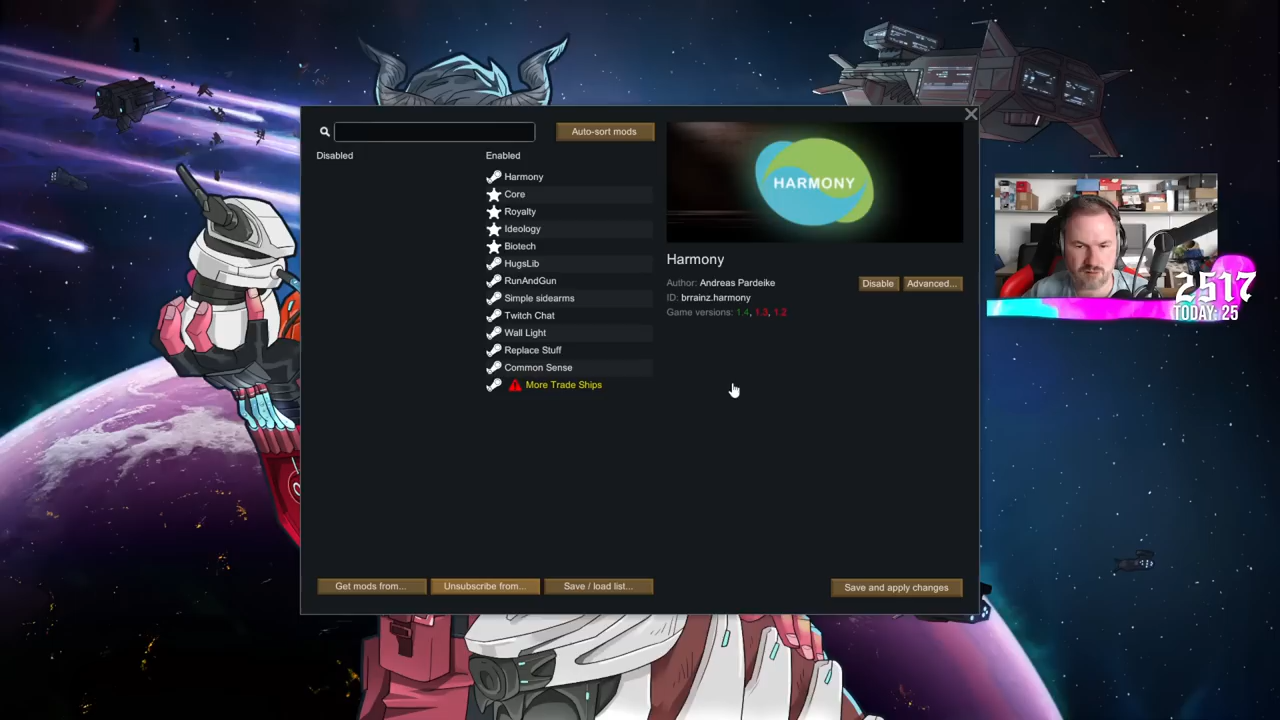 Auto-sort mods
Disabled
Enabled
Harmony
Core
Royalty
Ideology
Biotech
HugsLib
RunAndGun
Simple sidearms
Twitch Chat
Wall Light
Replace Stuff
Common Sense
More Trade Ships
HARMONY
Harmony
Author: Andreas Pardeike
ID: brrainz.harmony
Game versions: 1.4, 1.3, 1.2
Disable
Advanced...
2517
TODAY: 25
Get mods from...
Unsubscribe from...
Save / load list...
Save and apply changes